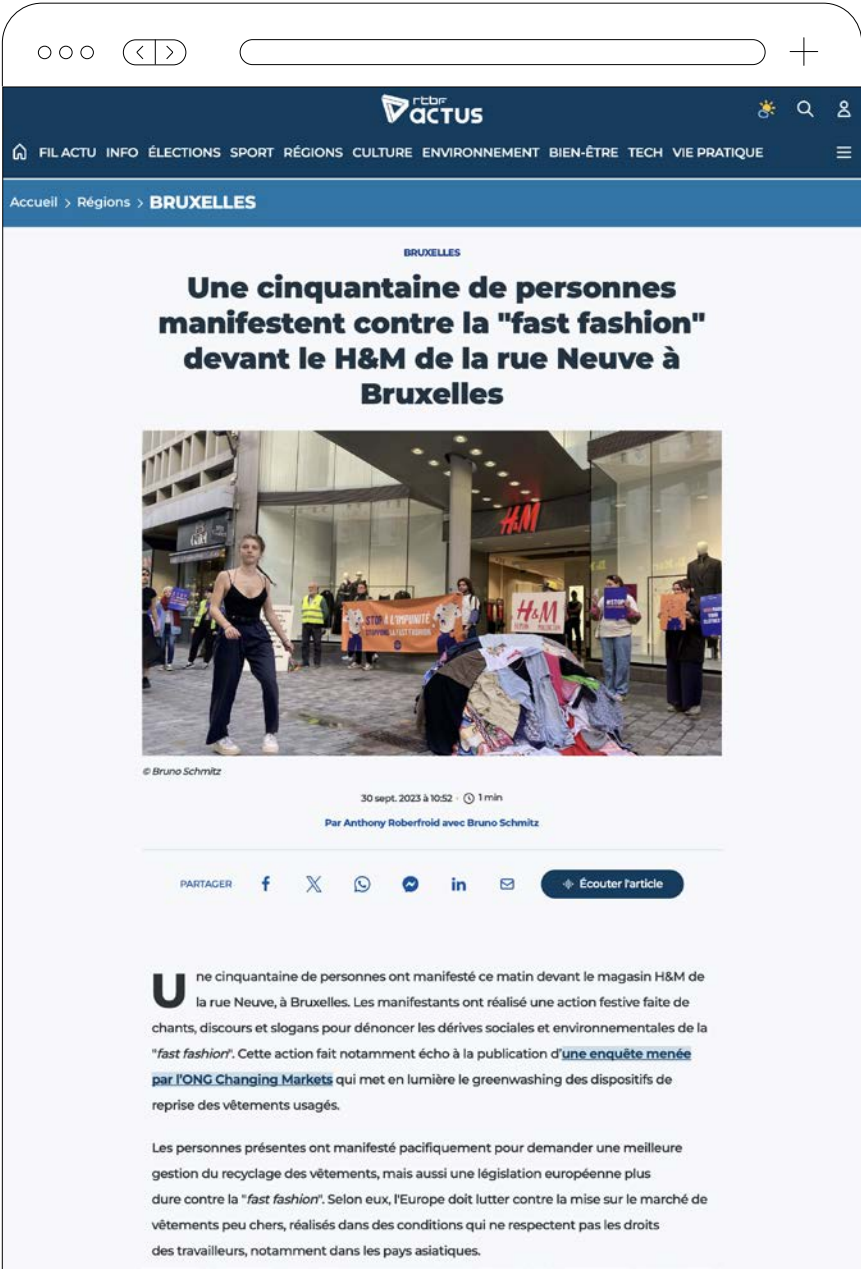 rtbf
actus
FIL ACTU INFO ÉLECTIONS SPORT RÉGIONS CULTURE ENVIRONNEMENT BIEN-ÊTRE TECH VIE PRATIQUE
Accueil > Régions > BRUXELLES
BRUXELLES
Une cinquantaine de personnes
manifestent contre la "fast fashion"
devant le H&M de la rue Neuve à
Bruxelles
H&M
STOP À L'IMPUNITÉ
STOPPONS LA FAST FASHION
H&M
© Bruno Schmitz
30 sept. 2023 à 10:52 · 1 min
Par Anthony Roberfroid avec Bruno Schmitz
PARTAGER
Écouter l'article
Une cinquantaine de personnes ont manifesté ce matin devant le magasin H&M de
la rue Neuve, à Bruxelles. Les manifestants ont réalisé une action festive faite de
chants, discours et slogans pour dénoncer les dérives sociales et environnementales de la
"fast fashion". Cette action fait notamment écho à la publication d'une enquête menée
par l'ONG Changing Markets qui met en lumière le greenwashing des dispositifs de
reprise des vêtements usagés.
Les personnes présentes ont manifesté pacifiquement pour demander une meilleure
gestion du recyclage des vêtements, mais aussi une législation européenne plus
dure contre la "fast fashion". Selon eux, l'Europe doit lutter contre la mise sur le marché de
vêtements peu chers, réalisés dans des conditions qui ne respectent pas les droits
des travailleurs, notamment dans les pays asiatiques.